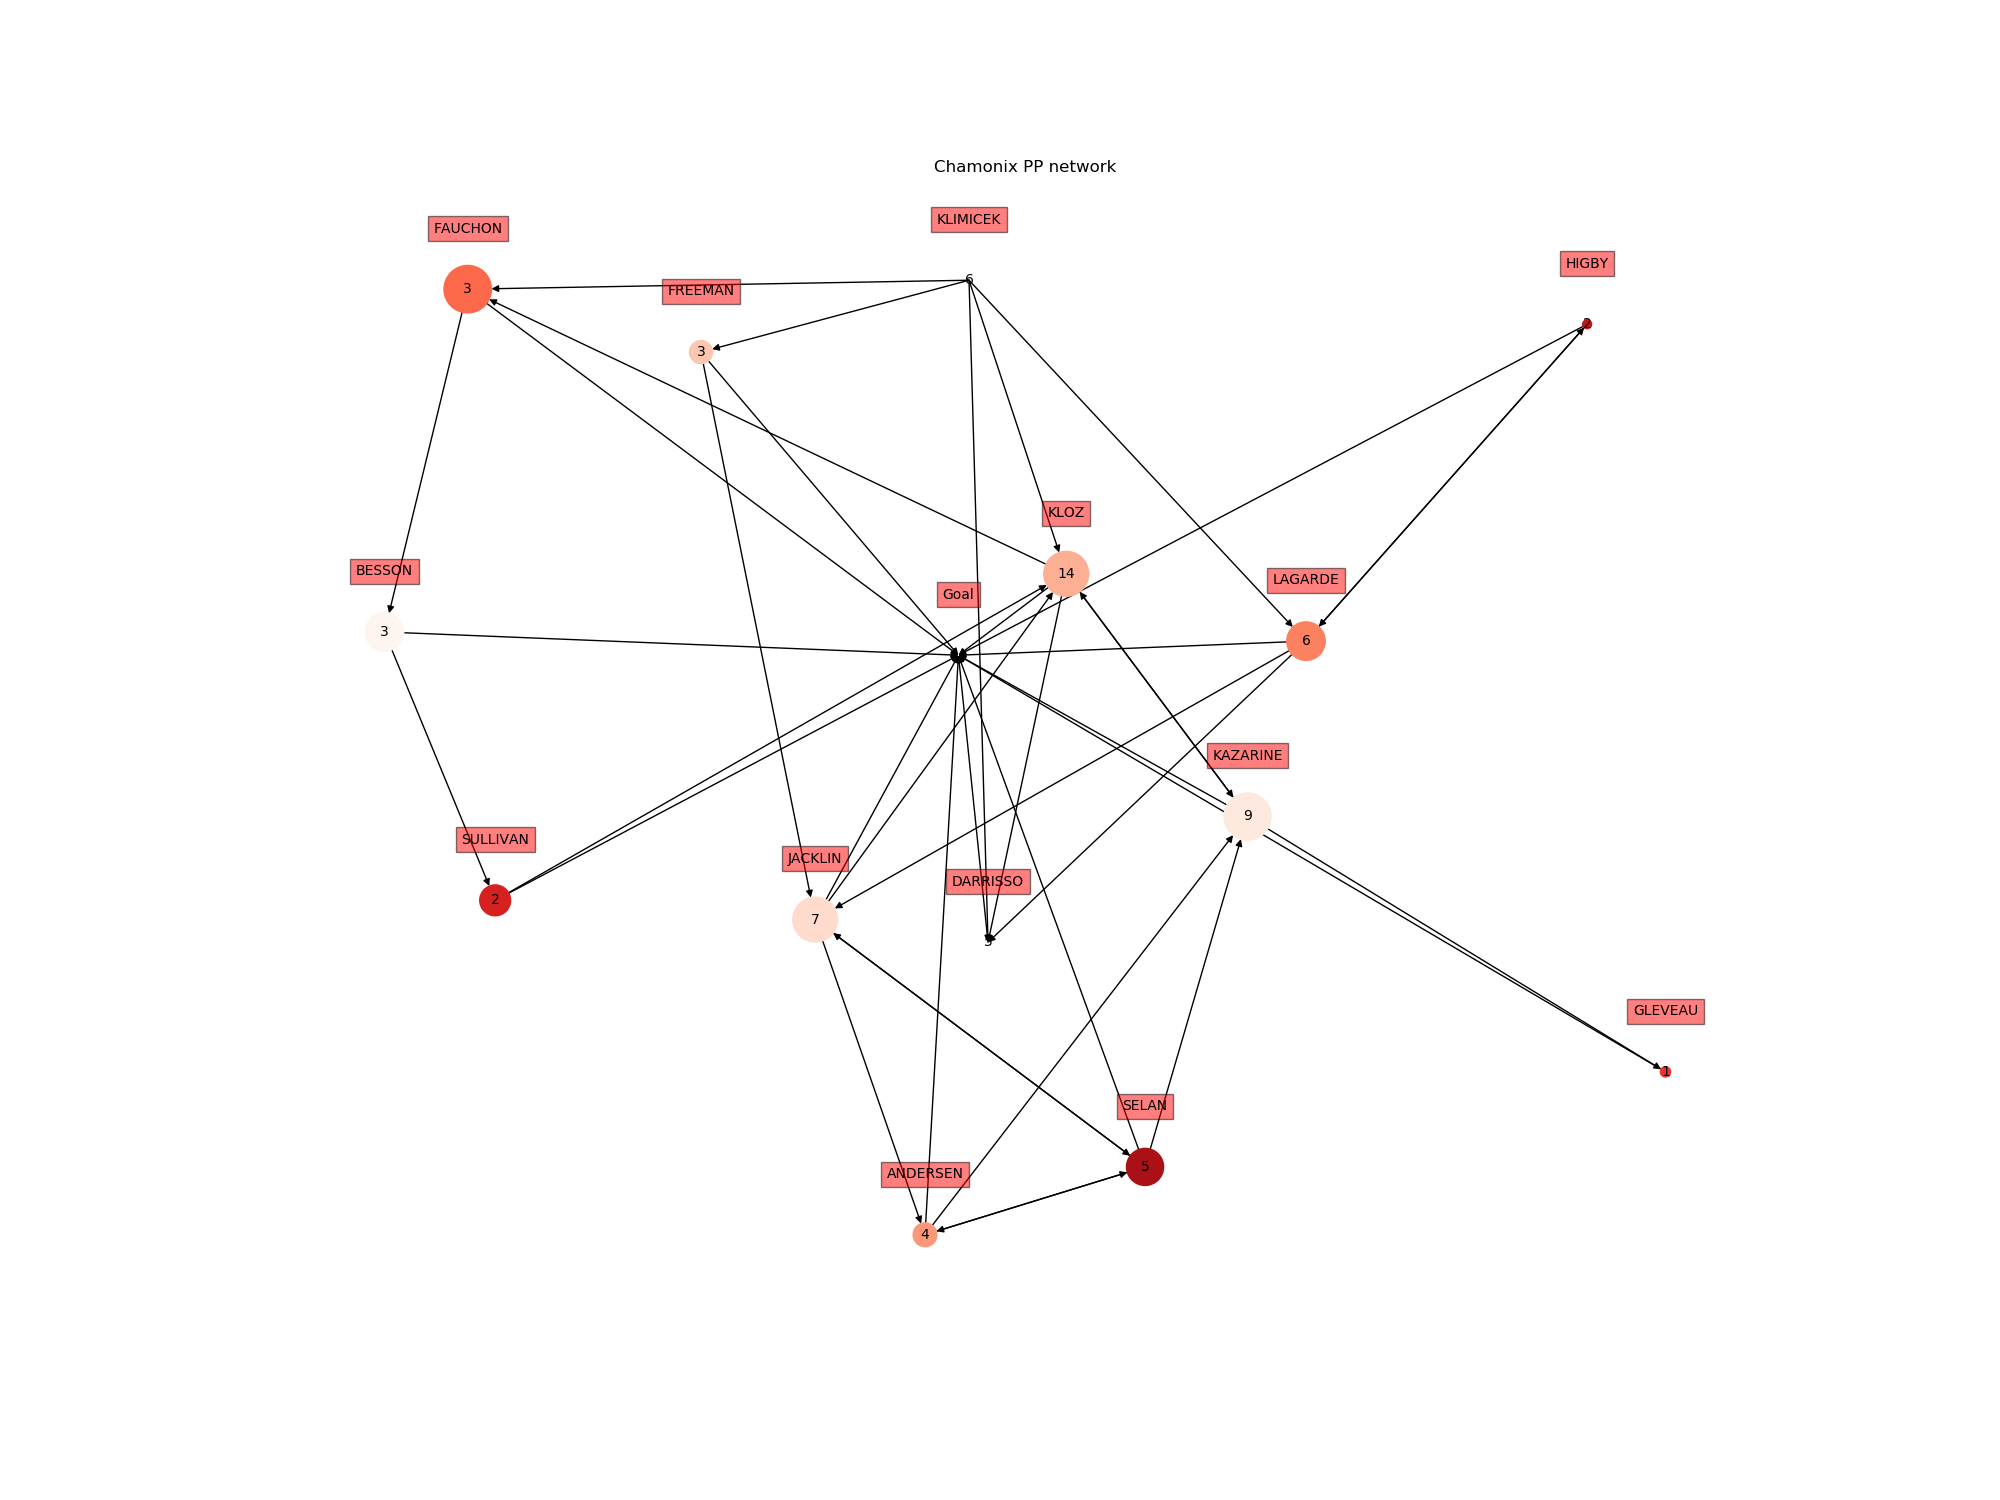 Chamonix PP network
KLIMICEK
FAUCHON
HIGBY
6
3
FREEMAN
2
3
KLOZ
BESSON
14
LAGARDE
Goal
3
6
KAZARINE
9
SULLIVAN
JACKLIN
DARRISSO
2
7
GLEVEAU
1
SELAN
5
ANDERSEN
4